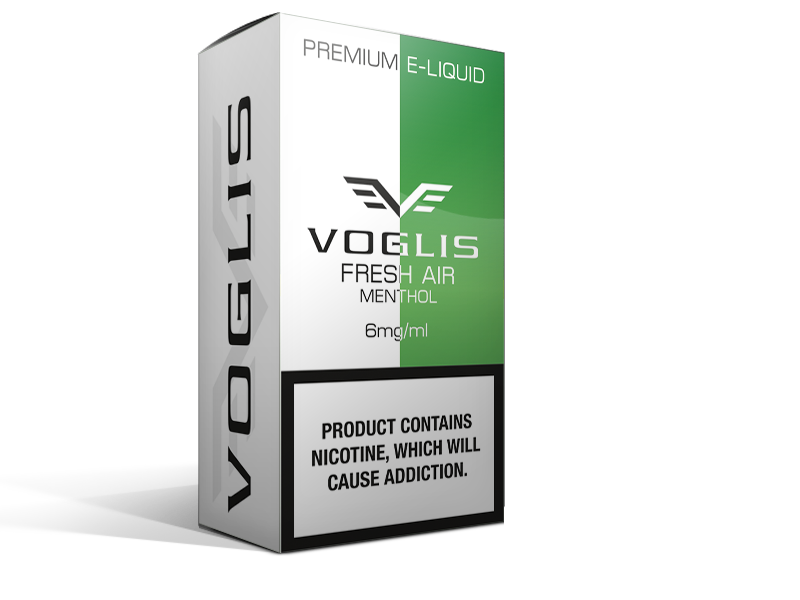 PREMIUM E-LIQUID
VOGLIS
FRESH AIR
MENTHOL
6mg/ml
PRODUCT CONTAINS
NICOTINE, WHICH WILL
CAUSE ADDICTION.
VOGLIS